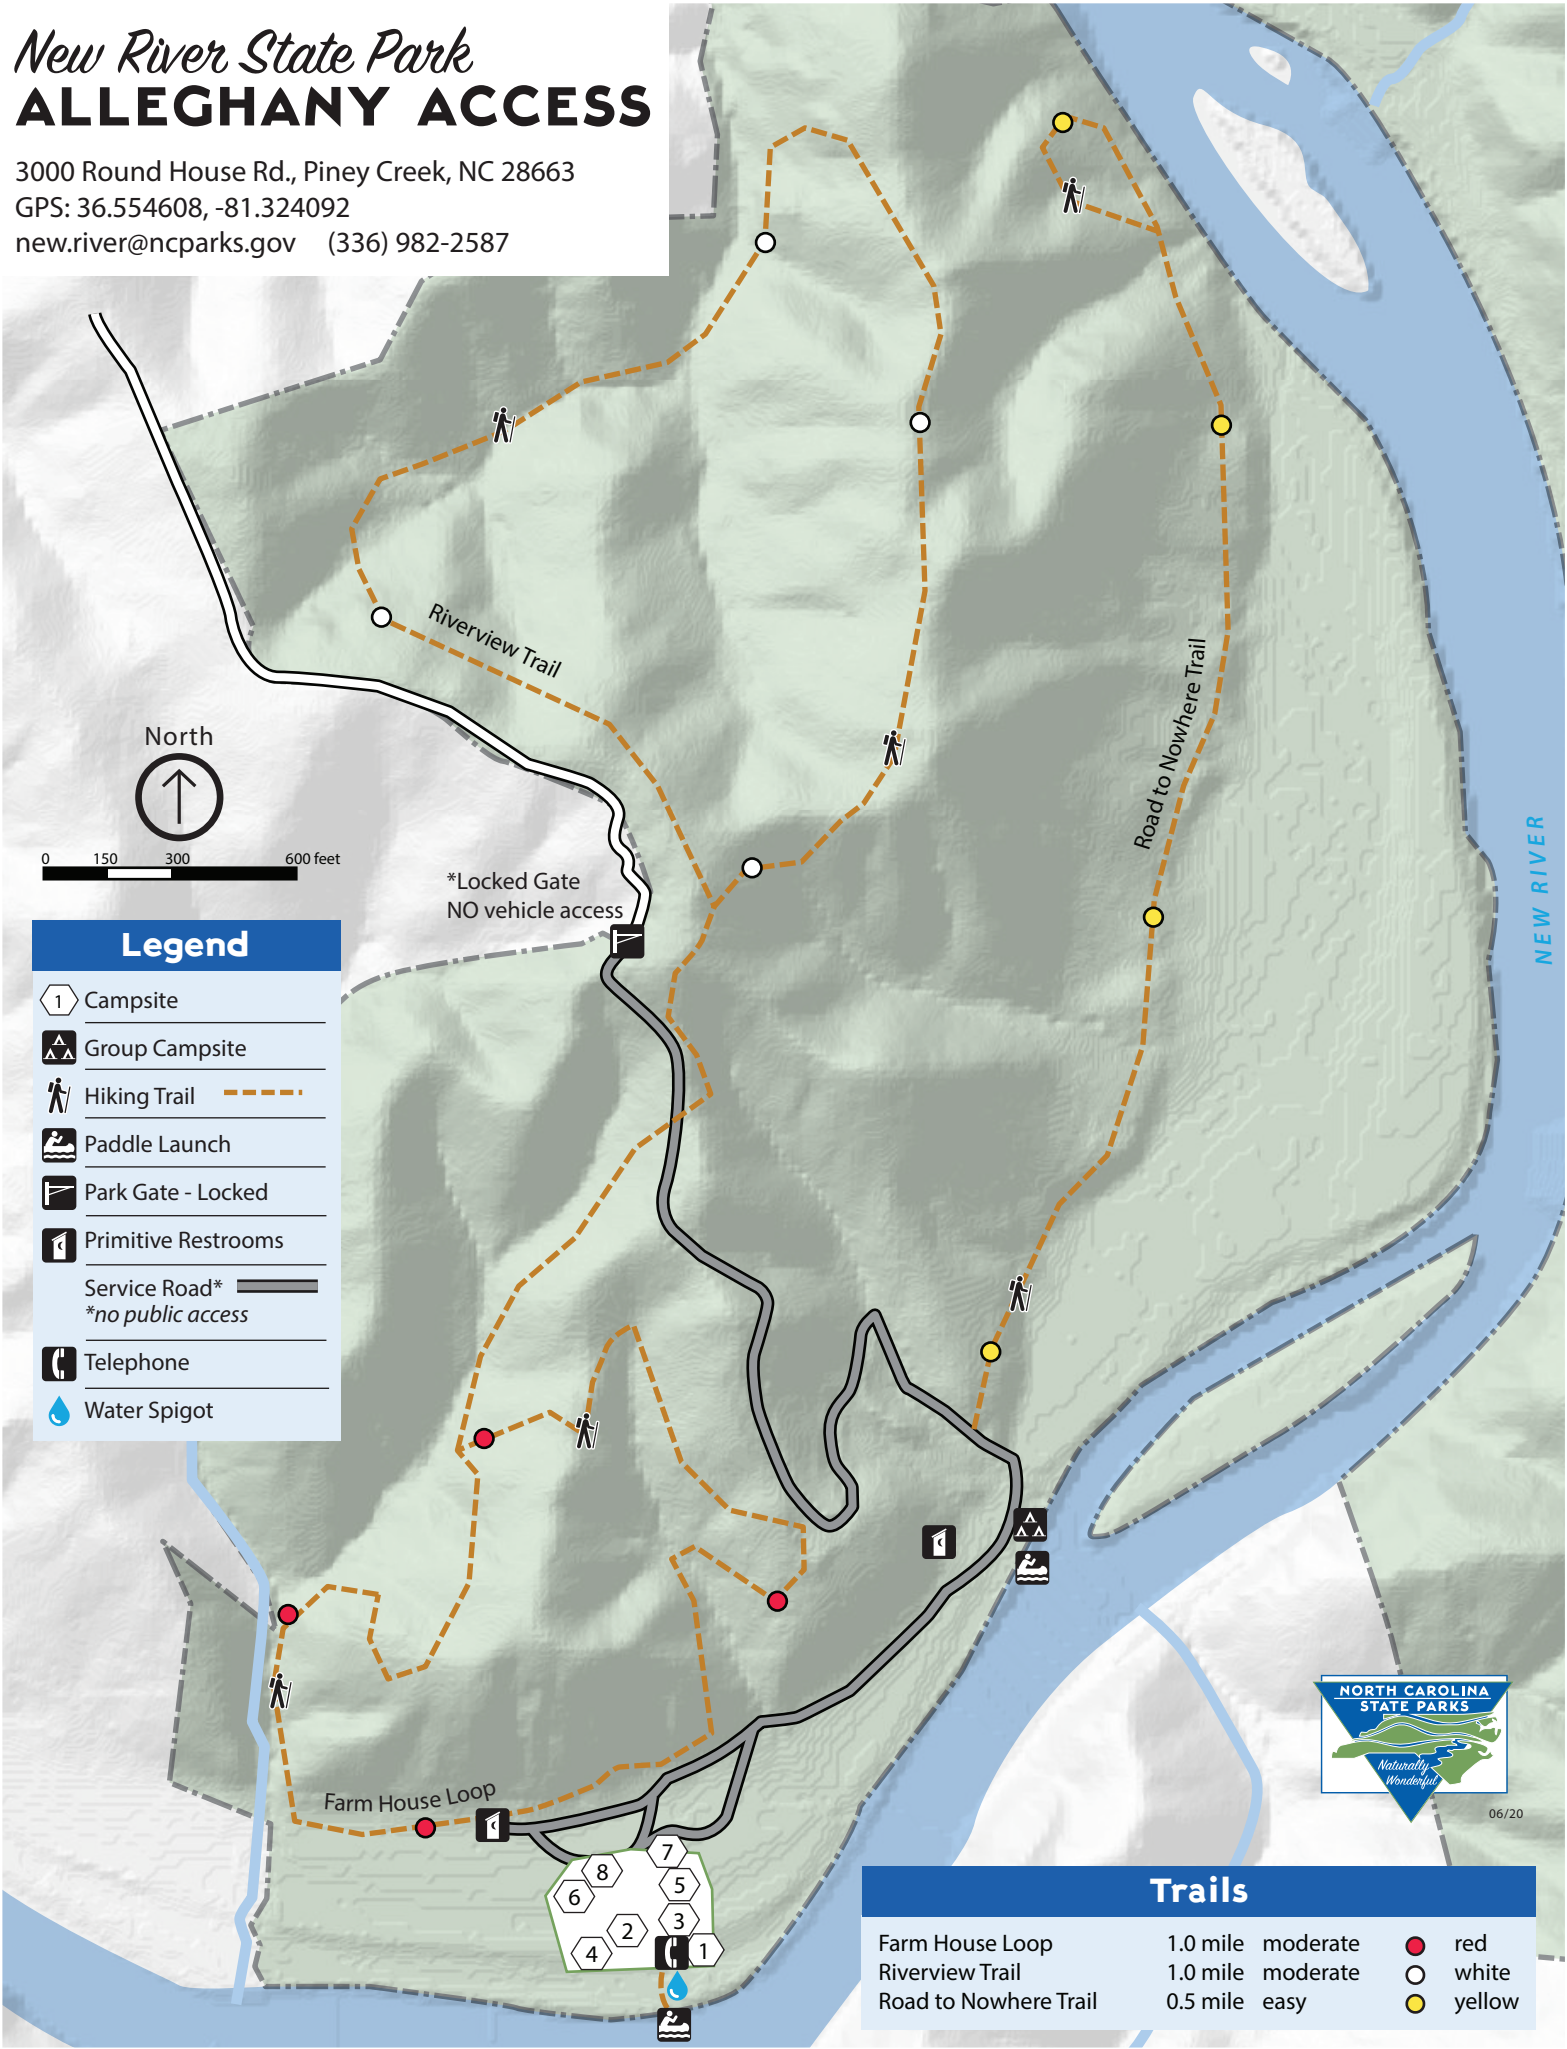 New River State Park
ALLEGHANY ACCESS
3000 Round House Rd., Piney Creek, NC 28663
GPS: 36.554608, -81.324092
new.river@ncparks.gov (336) 982-2587
Riverview Trail
Road to Nowhere Trail
North
0 150 300 600 feet
*Locked Gate
NO vehicle access
NEW RIVER
Legend
1 Campsite
Group Campsite
Hiking Trail
Paddle Launch
Park Gate - Locked
Primitive Restrooms
Service Road*
*no public access
Telephone
Water Spigot
Farm House Loop
7
8
5
6
3
2
1
4
NORTH CAROLINA
STATE PARKS
Naturally
Wonderful
06/20
Trails
Farm House Loop 1.0 mile moderate red
Riverview Trail 1.0 mile moderate white
Road to Nowhere Trail 0.5 mile easy yellow